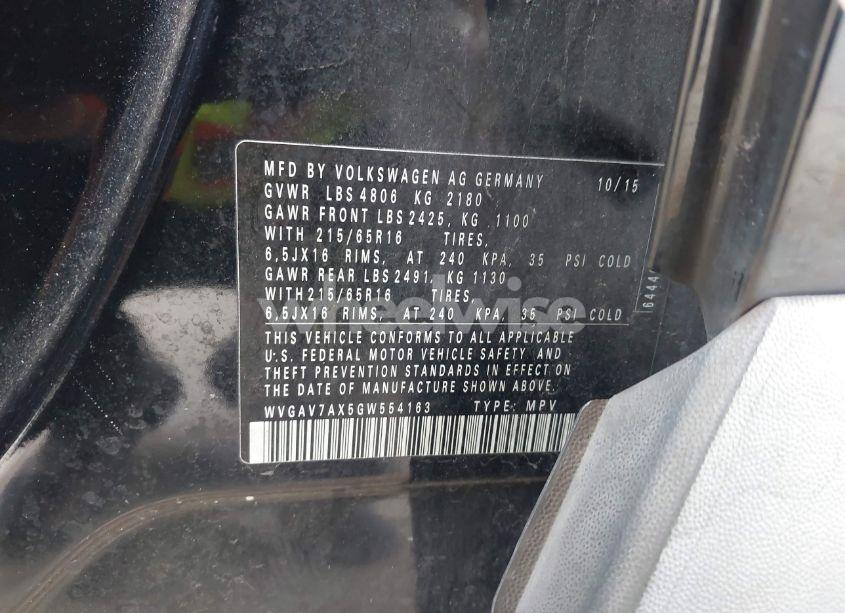 MFD BY VOLKSWAGEN AG GERMANY 10/15
GVWR LBS 4806 KG 2180
GAWR FRONT LBS 2425, KG 1100
WITH 215/65R16 TIRES,
6,5JX16 RIMS, AT 240 KPA, 35 PSI COLD
GAWR REAR LBS 2491, KG 1130
WITH 215/65R16 TIRES,
6,5JX16 RIMS, AT 240 KPA, 35 PSI COLD
THIS VEHICLE CONFORMS TO ALL APPLICABLE
U.S. FEDERAL MOTOR VEHICLE SAFETY, AND
THEFT PREVENTION STANDARDS IN EFFECT ON
THE DATE OF MANUFACTURE SHOWN ABOVE.
WVGAV7AX5GW554163 TYPE: MPV
wheelwise